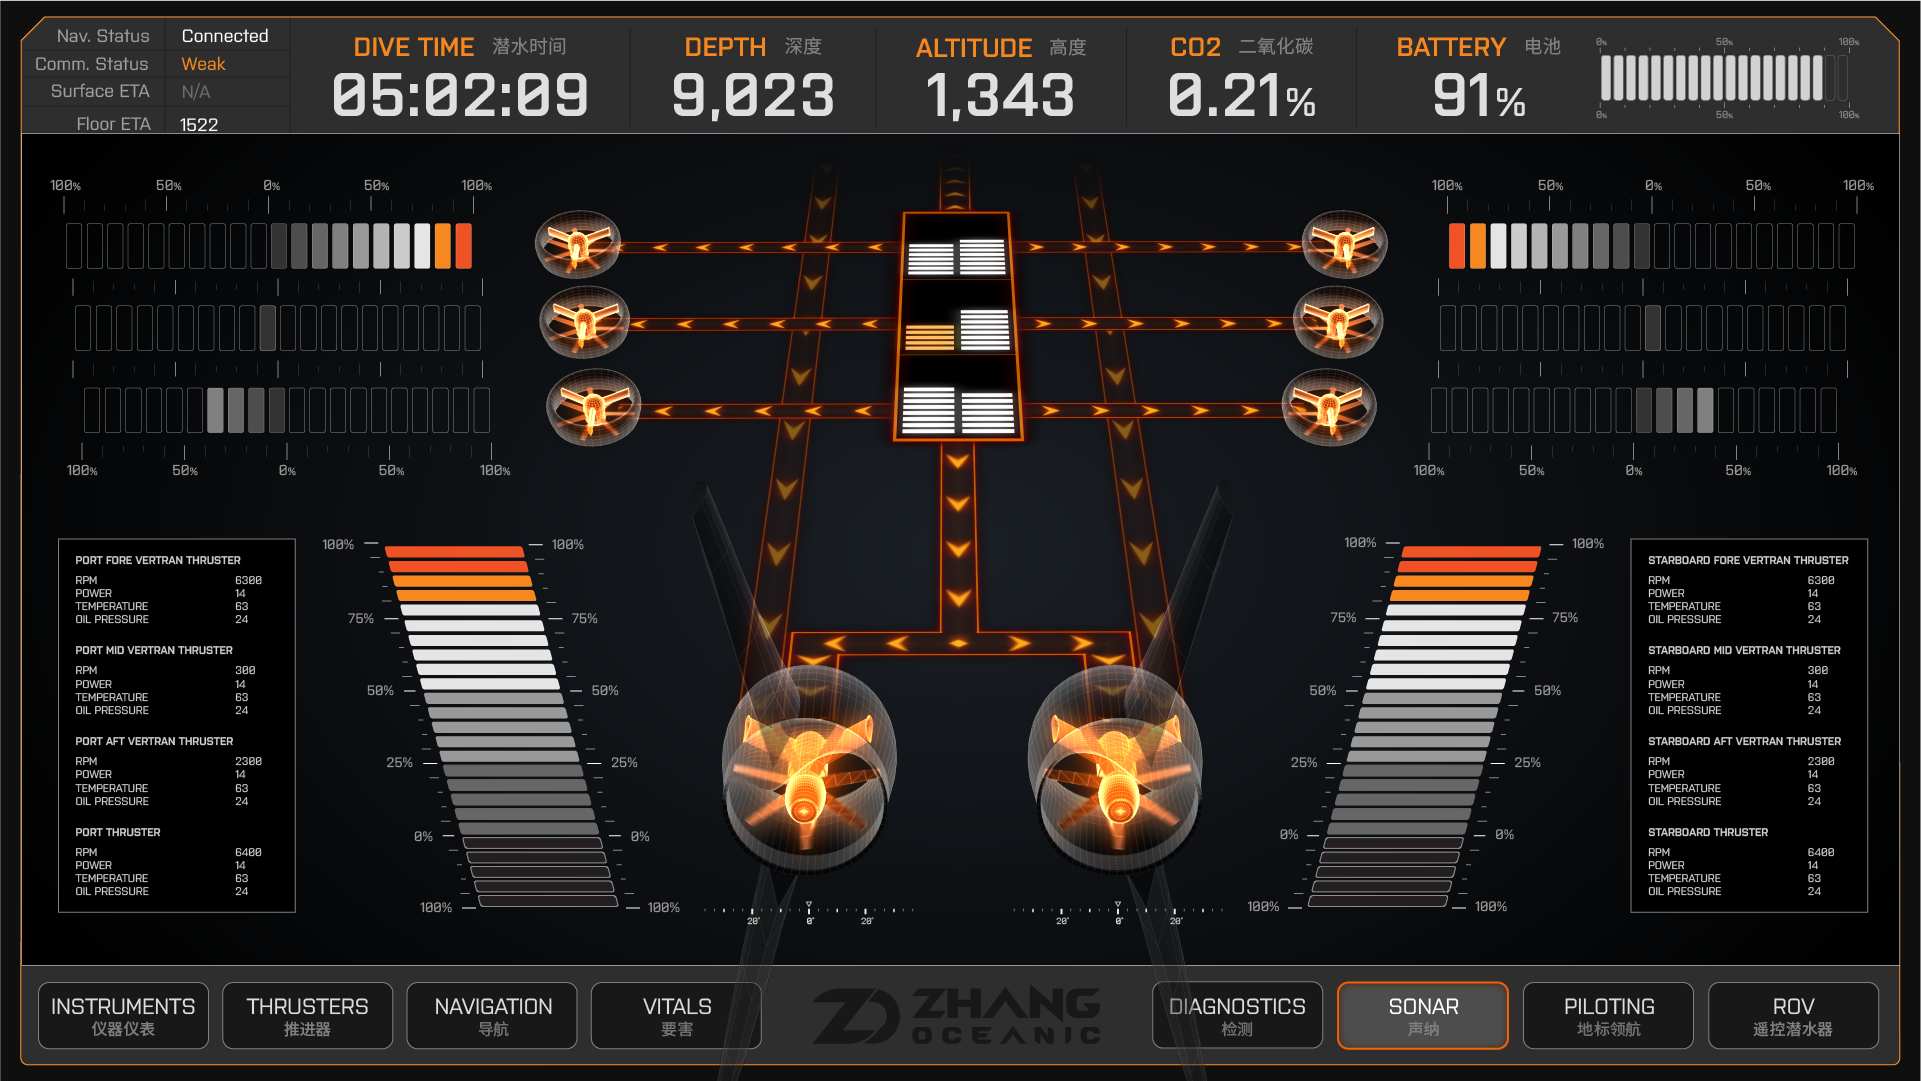 Nav. Status Connected
Comm. Status Weak
Surface ETA N/A
Floor ETA 1522
DIVE TIME 潜水时间
05:02:09
DEPTH 深度
9,023
ALTITUDE 高度
1,343
CO2 二氧化碳
0.21%
BATTERY 电池
91%
0% 50% 100%
0% 50% 100%
100% 50% 0% 50% 100%
100% 50% 0% 50% 100%
100% 50% 0% 50% 100%
100% 50% 0% 50% 100%
PORT FORE VERTRAN THRUSTER
RPM 6300
POWER 14
TEMPERATURE 63
OIL PRESSURE 24
PORT MID VERTRAN THRUSTER
RPM 300
POWER 14
TEMPERATURE 63
OIL PRESSURE 24
PORT AFT VERTRAN THRUSTER
RPM 2300
POWER 14
TEMPERATURE 63
OIL PRESSURE 24
PORT THRUSTER
RPM 6400
POWER 14
TEMPERATURE 63
OIL PRESSURE 24
100% 100%
75% 75%
50% 50%
25% 25%
0% 0%
100% 100%
20° 0° 20°
20° 0° 20°
100% 100%
75% 75%
50% 50%
25% 25%
0% 0%
100% 100%
STARBOARD FORE VERTRAN THRUSTER
RPM 6300
POWER 14
TEMPERATURE 63
OIL PRESSURE 24
STARBOARD MID VERTRAN THRUSTER
RPM 300
POWER 14
TEMPERATURE 63
OIL PRESSURE 24
STARBOARD AFT VERTRAN THRUSTER
RPM 2300
POWER 14
TEMPERATURE 63
OIL PRESSURE 24
STARBOARD THRUSTER
RPM 6400
POWER 14
TEMPERATURE 63
OIL PRESSURE 24
INSTRUMENTS
仪器仪表
THRUSTERS
推进器
NAVIGATION
导航
VITALS
要害
ZHANG
OCEANIC
DIAGNOSTICS
检测
SONAR
声纳
PILOTING
地标领航
ROV
遥控潜水器